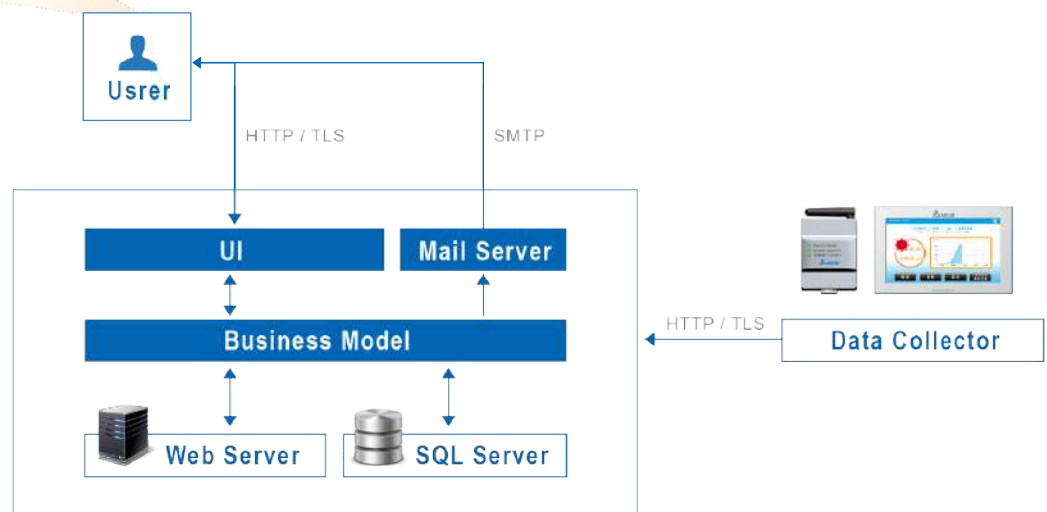 Usrer
HTTP / TLS
SMTP
UI
Mail Server
Business Model
HTTP / TLS
Data Collector
Web Server
SQL Server